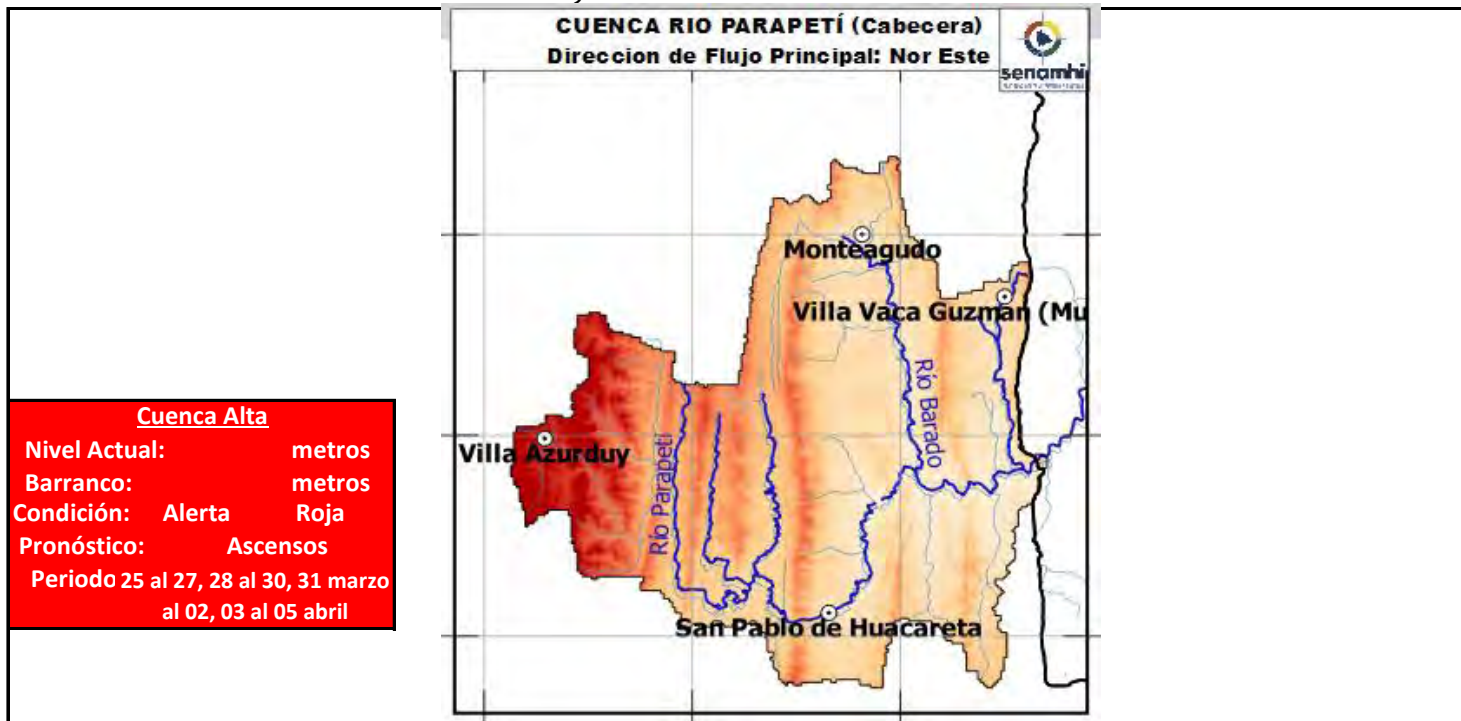 CUENCA RIO PARAPETÍ (Cabecera)
Direccion de Flujo Principal: Nor Este
senamhi
Monteagudo
Villa Vaca Guzmán (Mu
Río Barado
Villa Azurduy
Río Parapetí
San Pablo de Huacareta
Cuenca Alta
Nivel Actual: metros
Barranco: metros
Condición: Alerta Roja
Pronóstico: Ascensos
Periodo 25 al 27, 28 al 30, 31 marzo
al 02, 03 al 05 abril